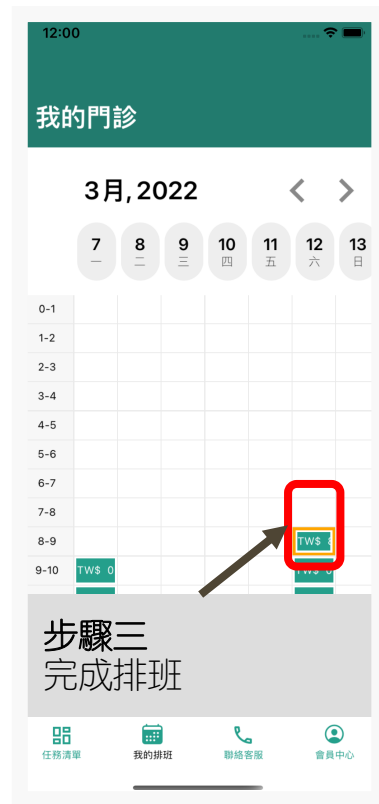 12:00
我的門診
3月, 2022
7 8 9 10 11 12 13
一 二 三 四 五 六 日
0-1
1-2
2-3
3-4
4-5
5-6
6-7
7-8
8-9 TW$ 8
9-10 TW$ 0 TW$ 0
步驟三
完成排班
任務清單 我的排班 聯絡客服 會員中心